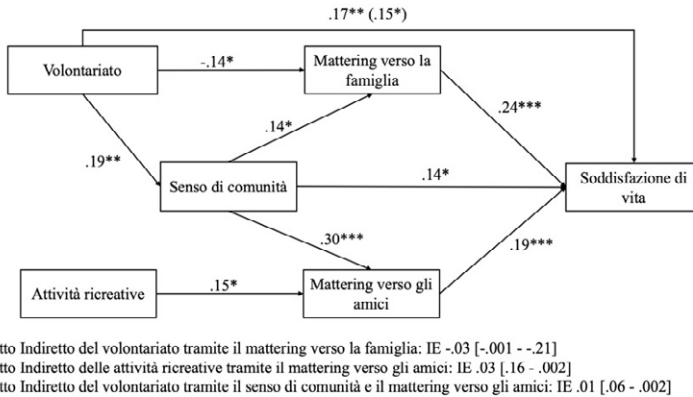 .17** (.15*)
Volontariato
-.14*
Mattering verso la
famiglia
.24***
.14*
.19**
Senso di comunità
.14*
Soddisfazione di
vita
.30***
.19***
Attività ricreative
.15*
Mattering verso gli
amici
tto Indiretto del volontariato tramite il mattering verso la famiglia: IE -.03 [-.001 - -.21]
tto Indiretto delle attività ricreative tramite il mattering verso gli amici: IE .03 [.16 - .002]
tto Indiretto del volontariato tramite il senso di comunità e il mattering verso gli amici: IE .01 [.06 - .002]